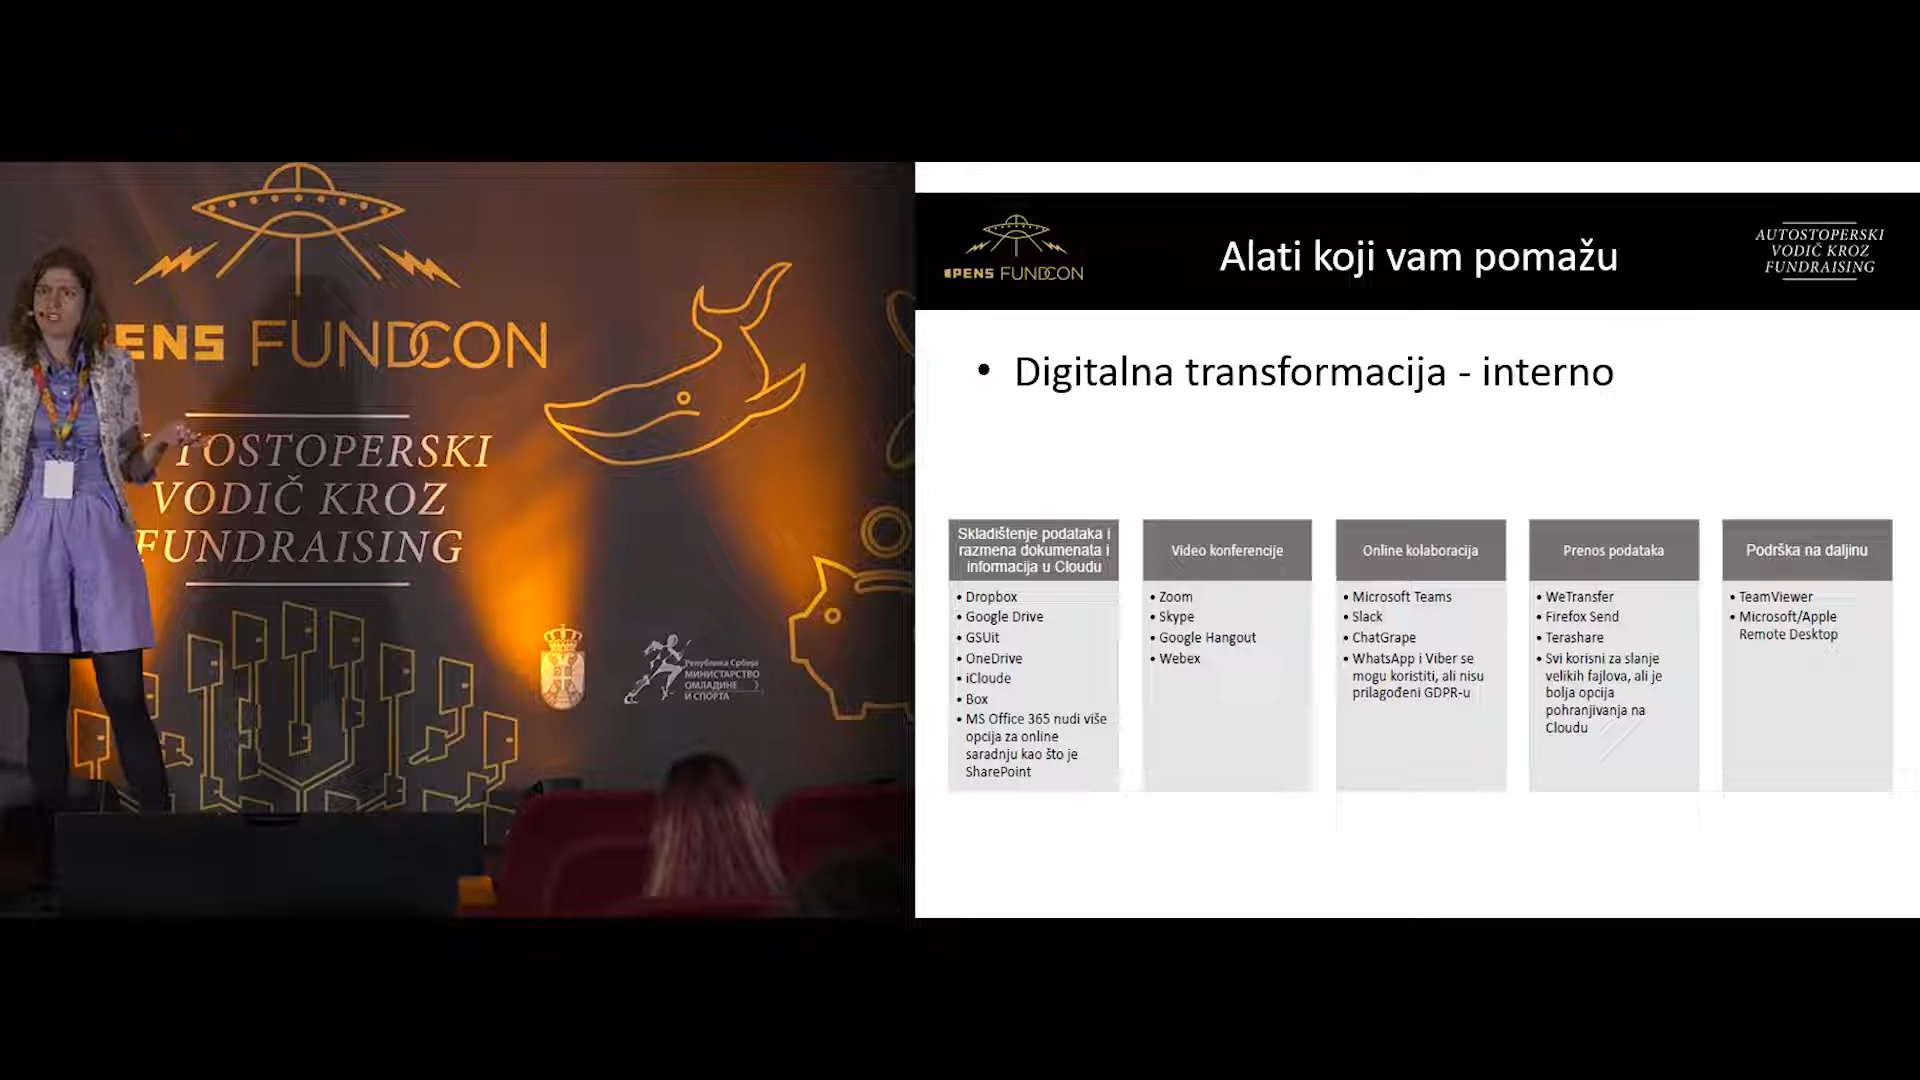 PENS FUNDCON
TOSTOPERSKI
VODIČ KROZ
FUNDRAISING
Република Србија
МИНИСТАРСТВО
ОМЛАДИНЕ
И СПОРТА
OPENS FUNDCON
Alati koji vam pomažu
AUTOSTOPERSKI
VODIČ KROZ
FUNDRAISING
• Digitalna transformacija - interno
Skladištenje podataka i
razmena dokumenata i
informacija u Cloudu
• Dropbox
• Google Drive
• GSUit
• OneDrive
• iCloude
• Box
• MS Office 365 nudi više
opcija za online
saradnju kao što je
SharePoint
Video konferencije
• Zoom
• Skype
• Google Hangout
• Webex
Online kolaboracija
• Microsoft Teams
• Slack
• ChatGrape
• WhatsApp i Viber se
mogu koristiti, ali nisu
prilagođeni GDPR-u
Prenos podataka
• WeTransfer
• Firefox Send
• Terashare
• Svi korisni za slanje
velikih fajlova, ali je
bolja opcija
pohranjivanja na
Cloudu
Podrška na daljinu
• TeamViewer
• Microsoft/Apple
Remote Desktop